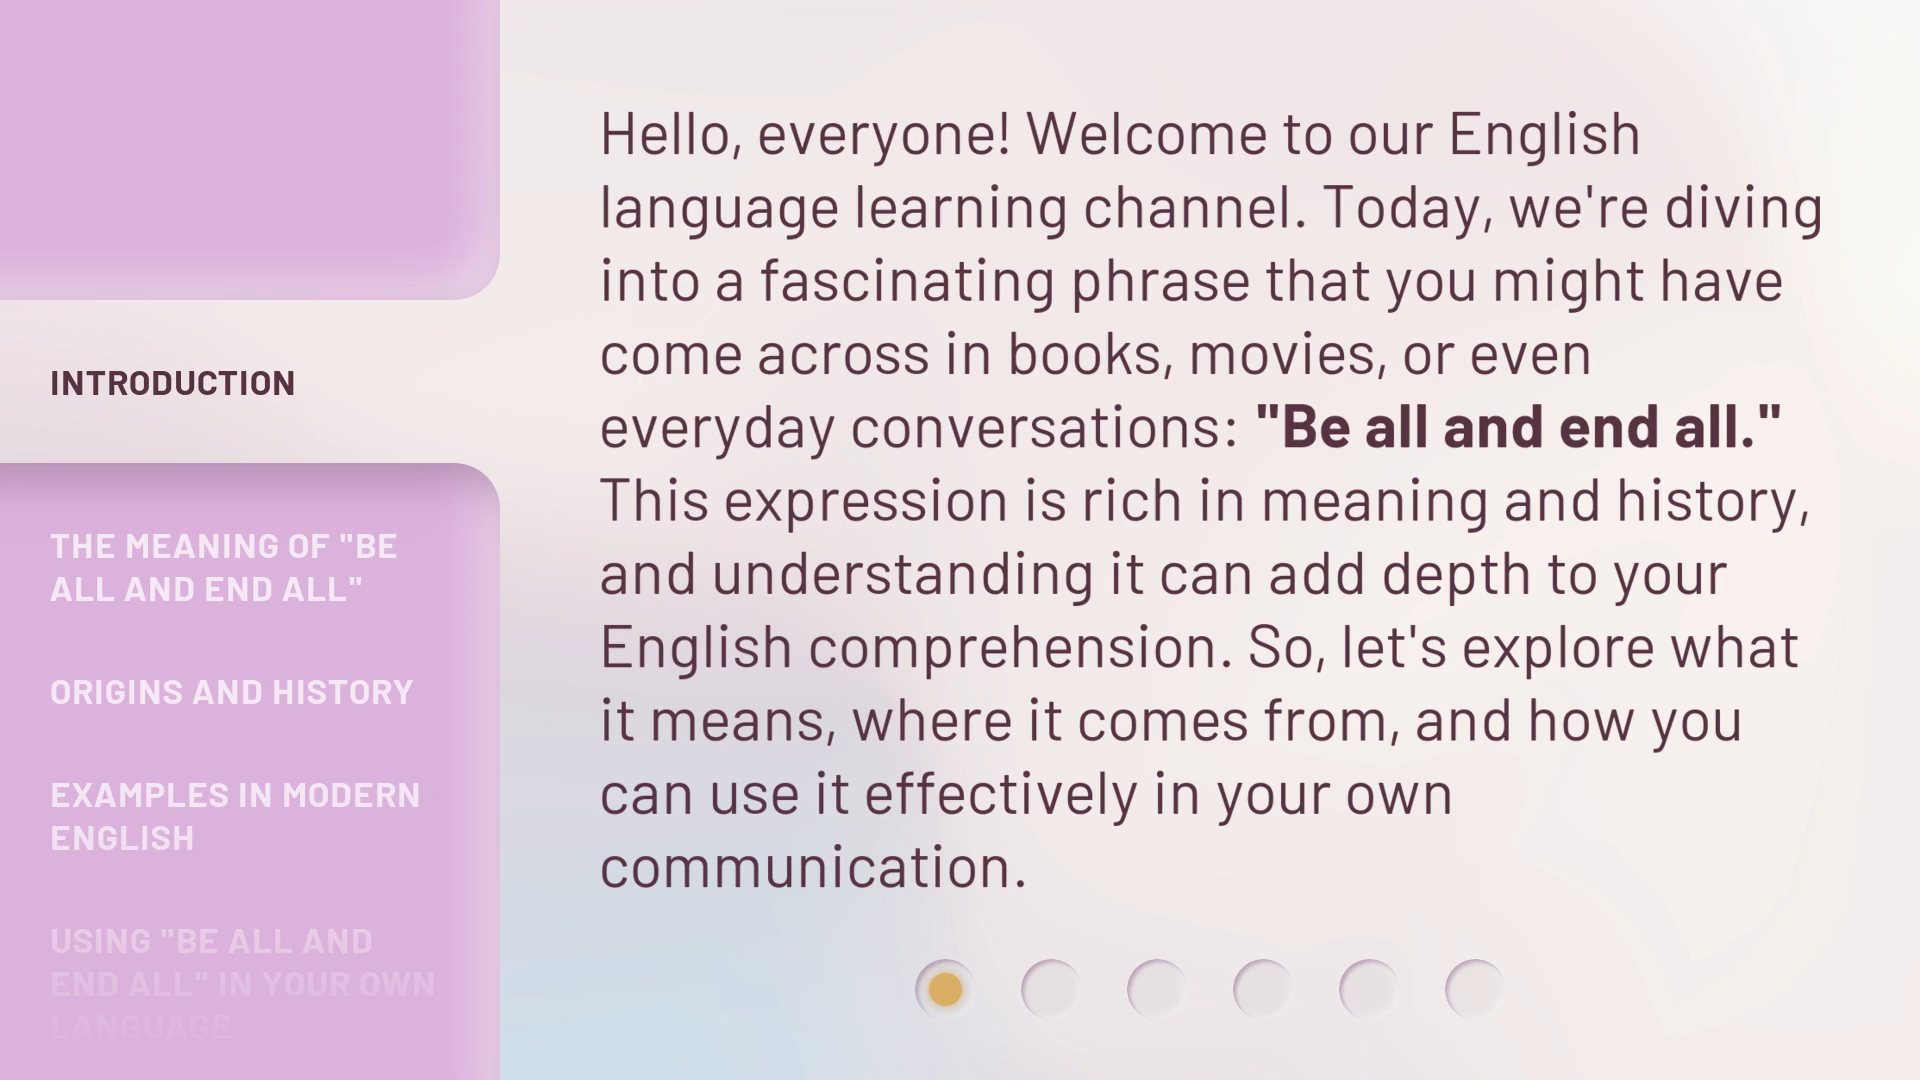 INTRODUCTION
THE MEANING OF "BE
ALL AND END ALL"
ORIGINS AND HISTORY
EXAMPLES IN MODERN
ENGLISH
USING "BE ALL AND
END ALL" IN YOUR OWN
LANGUAGE
Hello, everyone! Welcome to our English
language learning channel. Today, we're diving
into a fascinating phrase that you might have
come across in books, movies, or even
everyday conversations: "Be all and end all."
This expression is rich in meaning and history,
and understanding it can add depth to your
English comprehension. So, let's explore what
it means, where it comes from, and how you
can use it effectively in your own
communication.